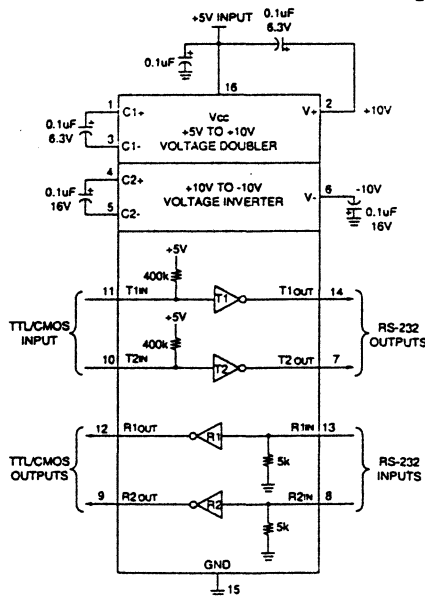 +5V INPUT
0.1uF
6.3V
0.1uF
16
1
C1+
Vcc
V+
2
+10V
0.1uF
6.3V
+5V TO +10V
3
C1-
VOLTAGE DOUBLER
4
C2+
0.1uF
16V
+10V TO -10V
VOLTAGE INVERTER
V-
6
-10V
5
C2-
0.1uF
16V
+5V
400k
11
T1IN
T1
T1OUT
14
TTL/CMOS
INPUT
+5V
400k
RS-232
OUTPUTS
10
T2IN
T2
T2OUT
7
12
R1OUT
R1
R1IN
13
TTL/CMOS
OUTPUTS
5k
RS-232
INPUTS
9
R2OUT
R2
R2IN
8
5k
GND
15